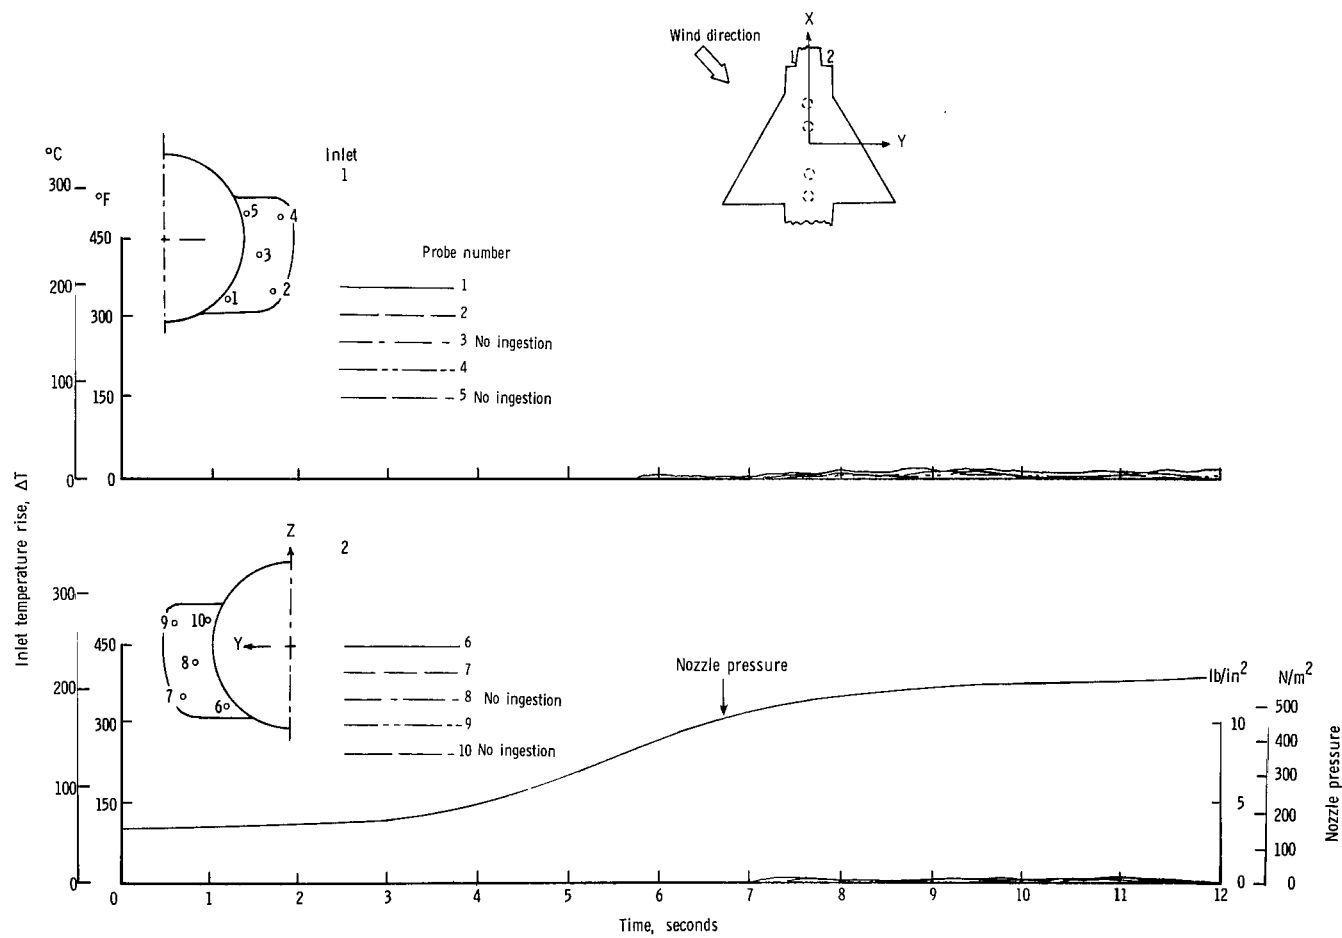 X
Wind direction
1 2
Y
°C
Inlet
1
300
°F
5 4
450
3
Probe number
200
1 2
1
300
2
3 No ingestion
100
4
150
5 No ingestion
0 0
Inlet temperature rise, ΔT
Z
2
300
9 10
450
Y
6
8
7
Nozzle pressure
lb/in² N/m²
200
7
8 No ingestion
6
500
300
9
10
400
10 No ingestion
100
300
150
5
200
100
0
0 0
0 1 2 3 4 5 6 7 8 9 10 11 12
Time, seconds
Nozzle pressure